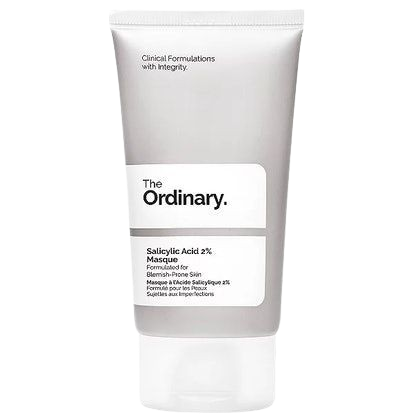 Clinical Formulations
with Integrity.
The
Ordinary.
Salicylic Acid 2%
Masque
Formulated for
Blemish-Prone Skin
Masque à l'Acide Salicylique 2%
Formulé pour les Peaux
Sujettes aux Imperfections